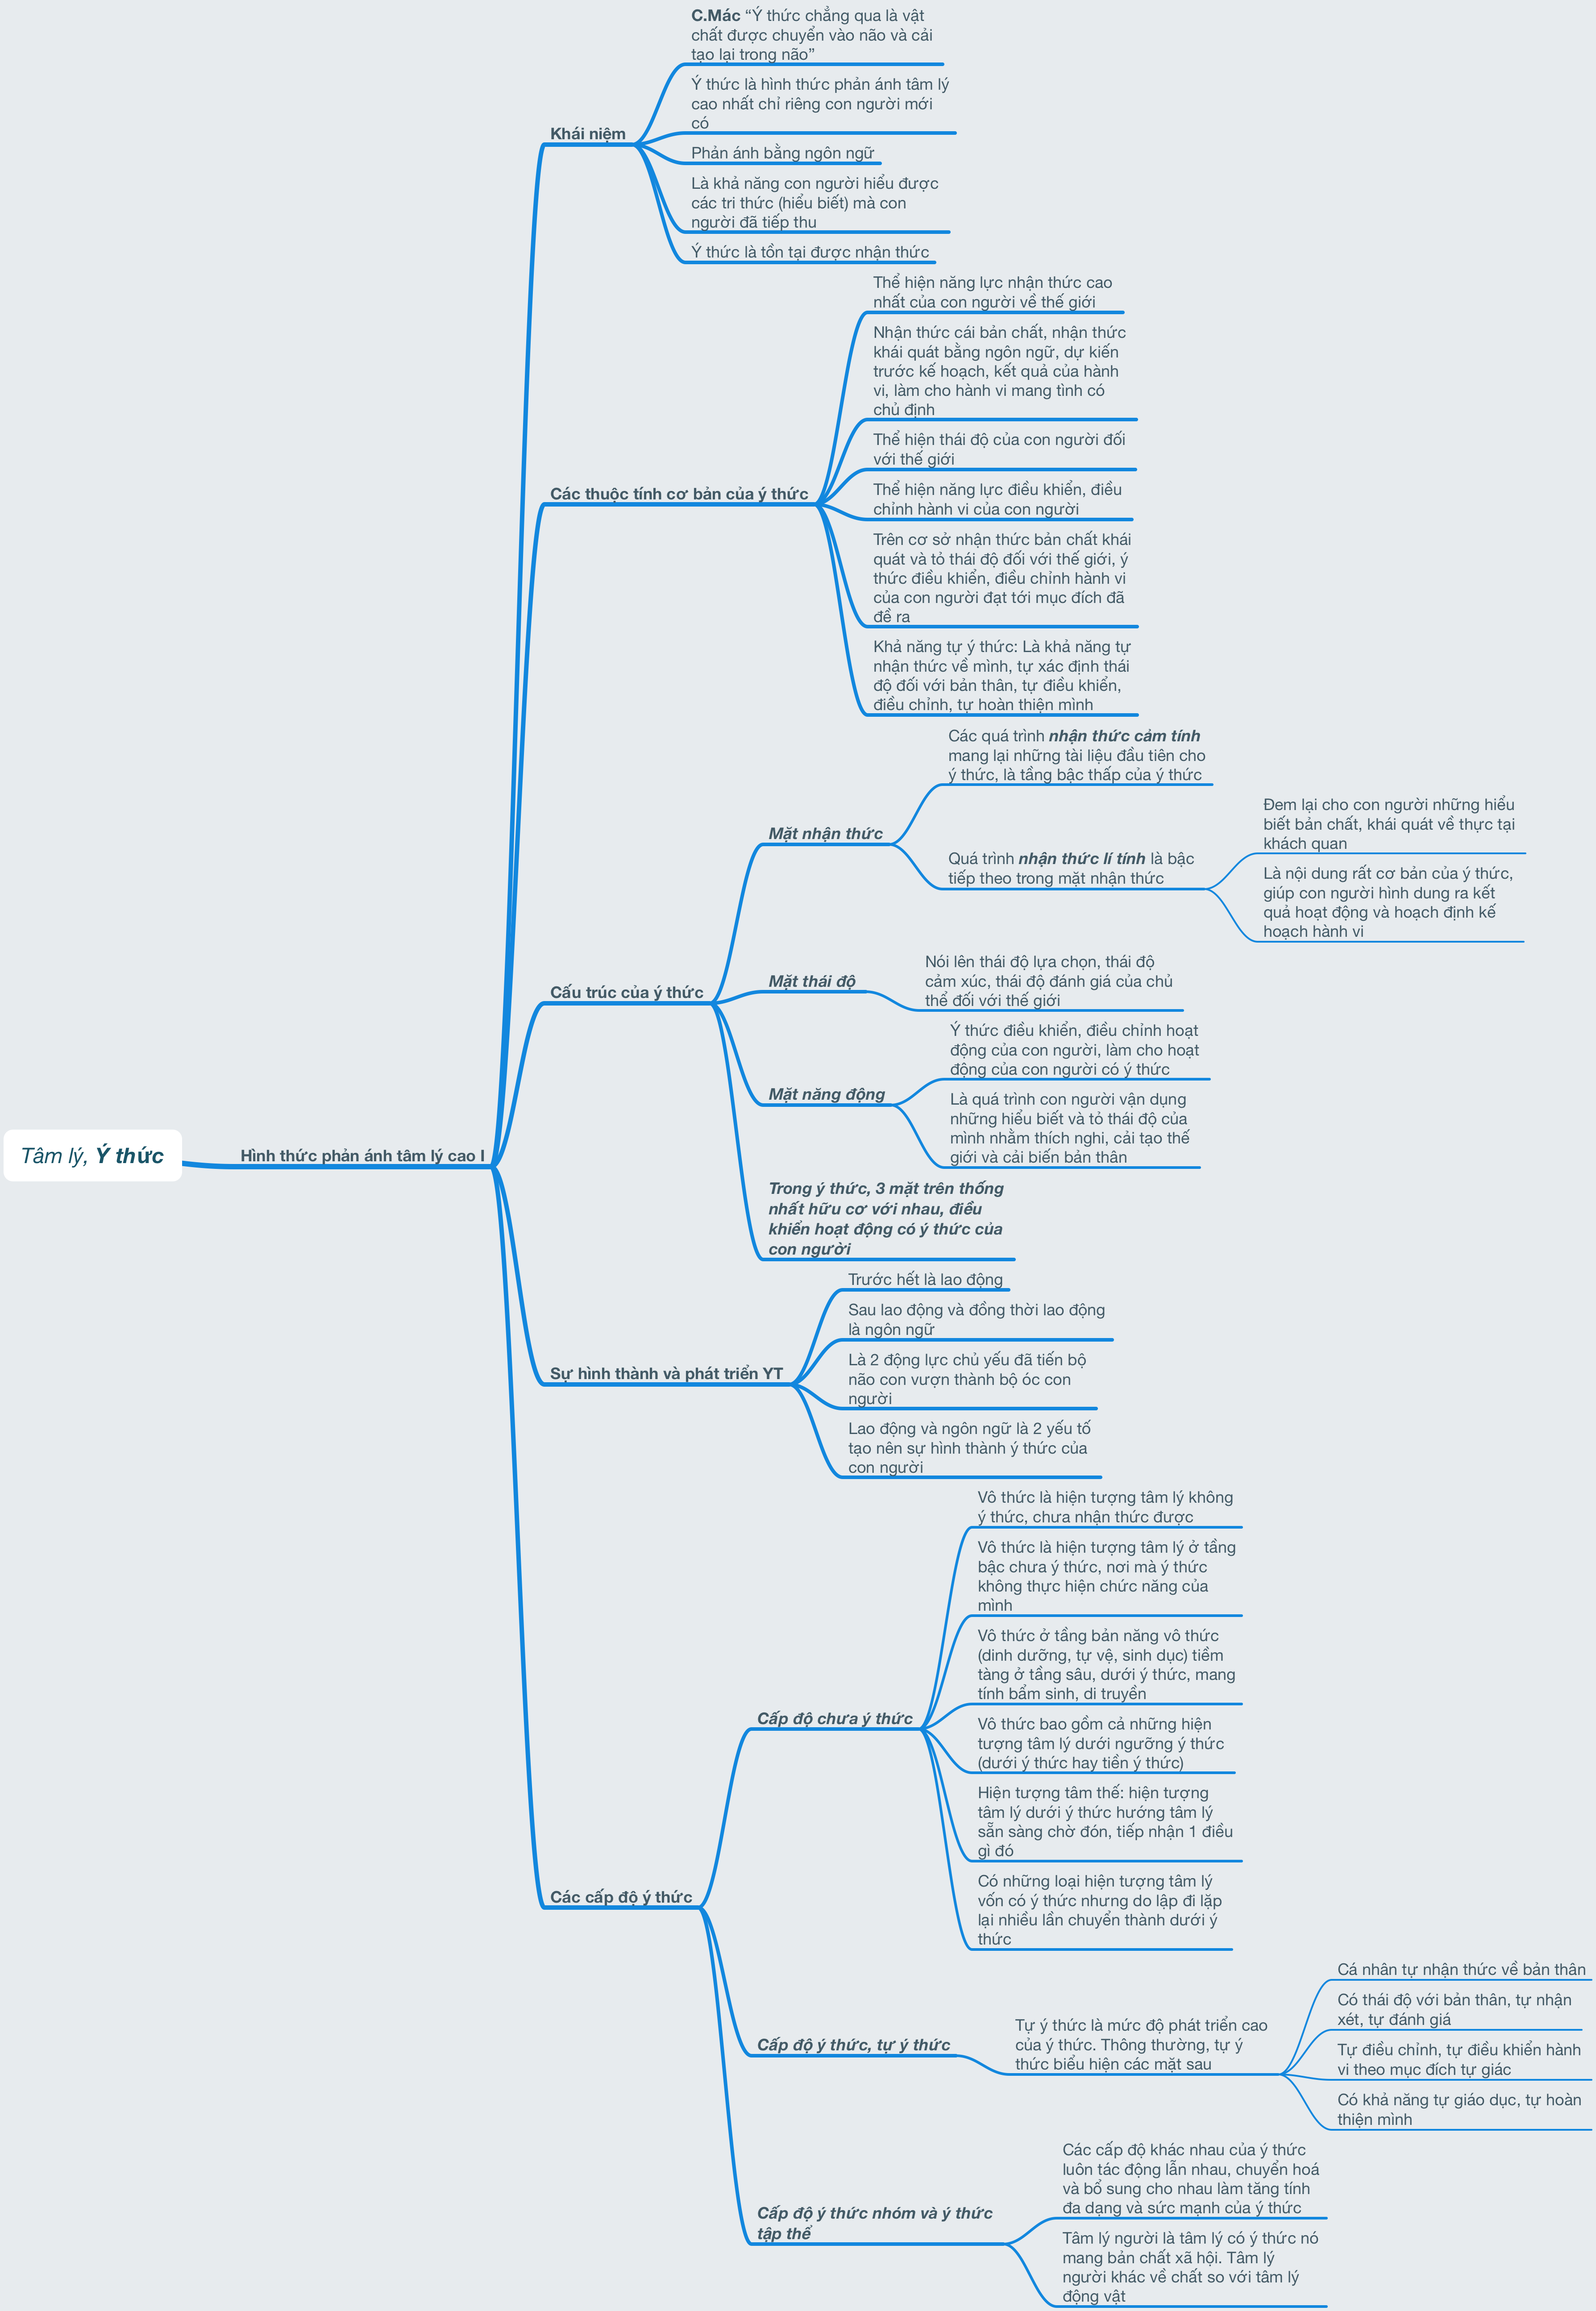 C.Mác “Ý thức chẳng qua là vật
chất được chuyển vào não và cải
tạo lại trong não”
Ý thức là hình thức phản ánh tâm lý
cao nhất chỉ riêng con người mới
có
Khái niệm
Phản ánh bằng ngôn ngữ
Là khả năng con người hiểu được
các tri thức (hiểu biết) mà con
người đã tiếp thu
Ý thức là tồn tại được nhận thức
Thể hiện năng lực nhận thức cao
nhất của con người về thế giới
Nhận thức cái bản chất, nhận thức
khái quát bằng ngôn ngữ, dự kiến
trước kế hoạch, kết quả của hành
vi, làm cho hành vi mang tình có
chủ định
Thể hiện thái độ của con người đối
với thế giới
Các thuộc tính cơ bản của ý thức
Thể hiện năng lực điều khiển, điều
chỉnh hành vi của con người
Trên cơ sở nhận thức bản chất khái
quát và tỏ thái độ đối với thế giới, ý
thức điều khiển, điều chỉnh hành vi
của con người đạt tới mục đích đã
đề ra
Khả năng tự ý thức: Là khả năng tự
nhận thức về mình, tự xác định thái
độ đối với bản thân, tự điều khiển,
điều chỉnh, tự hoàn thiện mình
Các quá trình nhận thức cảm tính
mang lại những tài liệu đầu tiên cho
ý thức, là tầng bậc thấp của ý thức
Mặt nhận thức
Quá trình nhận thức lí tính là bậc
tiếp theo trong mặt nhận thức
Đem lại cho con người những hiểu
biết bản chất, khái quát về thực tại
khách quan
Là nội dung rất cơ bản của ý thức,
giúp con người hình dung ra kết
quả hoạt động và hoạch định kế
hoạch hành vi
Cấu trúc của ý thức
Mặt thái độ
Nói lên thái độ lựa chọn, thái độ
cảm xúc, thái độ đánh giá của chủ
thể đối với thế giới
Mặt năng động
Ý thức điều khiển, điều chỉnh hoạt
động của con người, làm cho hoạt
động của con người có ý thức
Là quá trình con người vận dụng
những hiểu biết và tỏ thái độ của
mình nhằm thích nghi, cải tạo thế
giới và cải biến bản thân
Tâm lý, Ý thức
Hình thức phản ánh tâm lý cao I
Trong ý thức, 3 mặt trên thống
nhất hữu cơ với nhau, điều
khiển hoạt động có ý thức của
con người
Trước hết là lao động
Sau lao động và đồng thời lao động
là ngôn ngữ
Sự hình thành và phát triển YT
Là 2 động lực chủ yếu đã tiến bộ
não con vượn thành bộ óc con
người
Lao động và ngôn ngữ là 2 yếu tố
tạo nên sự hình thành ý thức của
con người
Vô thức là hiện tượng tâm lý không
ý thức, chưa nhận thức được
Vô thức là hiện tượng tâm lý ở tầng
bậc chưa ý thức, nơi mà ý thức
không thực hiện chức năng của
mình
Vô thức ở tầng bản năng vô thức
(dinh dưỡng, tự vệ, sinh dục) tiềm
tàng ở tầng sâu, dưới ý thức, mang
tính bẩm sinh, di truyền
Cấp độ chưa ý thức
Vô thức bao gồm cả những hiện
tượng tâm lý dưới ngưỡng ý thức
(dưới ý thức hay tiền ý thức)
Hiện tượng tâm thế: hiện tượng
tâm lý dưới ý thức hướng tâm lý
sẵn sàng chờ đón, tiếp nhận 1 điều
gì đó
Có những loại hiện tượng tâm lý
vốn có ý thức nhưng do lập đi lặp
lại nhiều lần chuyển thành dưới ý
thức
Các cấp độ ý thức
Cấp độ ý thức, tự ý thức
Tự ý thức là mức độ phát triển cao
của ý thức. Thông thường, tự ý
thức biểu hiện các mặt sau
Cá nhân tự nhận thức về bản thân
Có thái độ với bản thân, tự nhận
xét, tự đánh giá
Tự điều chỉnh, tự điều khiển hành
vi theo mục đích tự giác
Có khả năng tự giáo dục, tự hoàn
thiện mình
Cấp độ ý thức nhóm và ý thức
tập thể
Các cấp độ khác nhau của ý thức
luôn tác động lẫn nhau, chuyển hoá
và bổ sung cho nhau làm tăng tính
đa dạng và sức mạnh của ý thức
Tâm lý người là tâm lý có ý thức nó
mang bản chất xã hội. Tâm lý
người khác về chất so với tâm lý
động vật